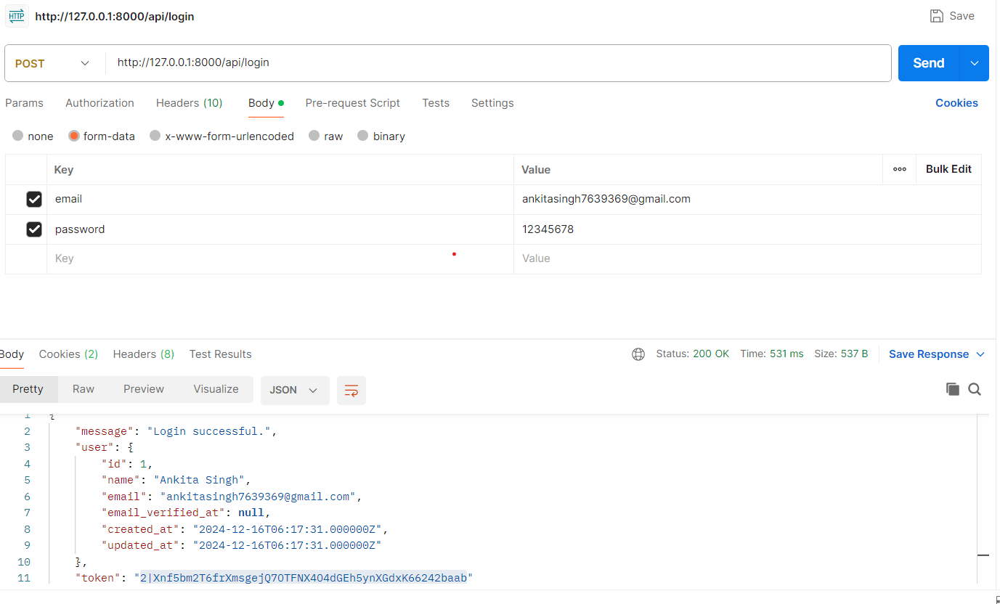 HTTP http://127.0.0.1:8000/api/login Save
POST http://127.0.0.1:8000/api/login Send
Params Authorization Headers (10) Body Pre-request Script Tests Settings Cookies
none form-data x-www-form-urlencoded raw binary
Key Value Bulk Edit
email ankitasingh7639369@gmail.com
password 12345678
Key Value
Body Cookies (2) Headers (8) Test Results Status: 200 OK Time: 531 ms Size: 537 B Save Response
Pretty Raw Preview Visualize JSON
1 {
2 "message": "Login successful.",
3 "user": {
4 "id": 1,
5 "name": "Ankita Singh",
6 "email": "ankitasingh7639369@gmail.com",
7 "email_verified_at": null,
8 "created_at": "2024-12-16T06:17:31.000000Z",
9 "updated_at": "2024-12-16T06:17:31.000000Z"
10 },
11 "token": "2|Xnf5bm2T6frXmsgejQ7OTFNX4O4dGEh5ynXGdxK66242baab"